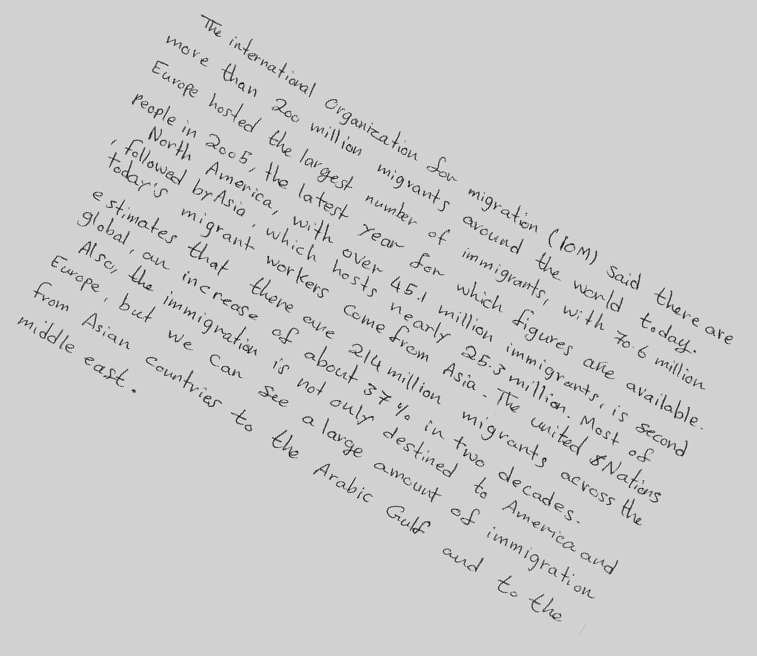 The international Organization for migration (IOM) said there are
more than 200 million migrants around the world today.
Europe hosted the largest number of immigrants, with 70.6 million
people in 2005, the latest year for which figures are available.
North America, with over 45.1 million immigrants, is second
, followed by Asia, which hosts nearly 25.3 million. Most of
today's migrant workers come from Asia. The united Nations
estimates that there are 214 million migrants across the
global, an increase of about 37% in two decades.
Also, the immigration is not only destined to America and
Europe, but we can see a large amount of immigration
from Asian countries to the Arabic Gulf and to the
middle east.